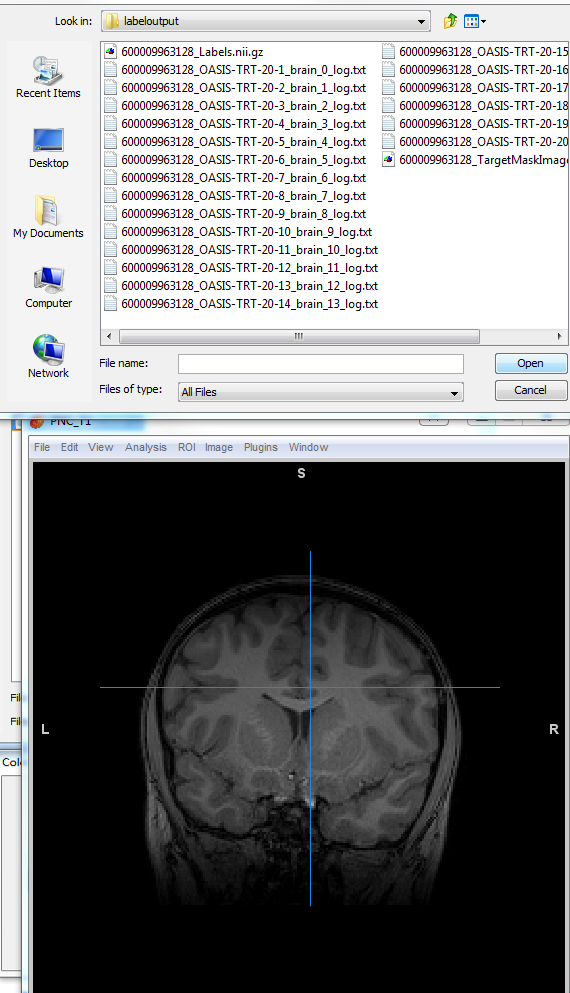 Look in: labeloutput
Recent Items
Desktop
My Documents
Computer
Network
600009963128_Labels.nii.gz
600009963128_OASIS-TRT-20-1_brain_0_log.txt
600009963128_OASIS-TRT-20-2_brain_1_log.txt
600009963128_OASIS-TRT-20-3_brain_2_log.txt
600009963128_OASIS-TRT-20-4_brain_3_log.txt
600009963128_OASIS-TRT-20-5_brain_4_log.txt
600009963128_OASIS-TRT-20-6_brain_5_log.txt
600009963128_OASIS-TRT-20-7_brain_6_log.txt
600009963128_OASIS-TRT-20-8_brain_7_log.txt
600009963128_OASIS-TRT-20-9_brain_8_log.txt
600009963128_OASIS-TRT-20-10_brain_9_log.txt
600009963128_OASIS-TRT-20-11_brain_10_log.txt
600009963128_OASIS-TRT-20-12_brain_11_log.txt
600009963128_OASIS-TRT-20-13_brain_12_log.txt
600009963128_OASIS-TRT-20-14_brain_13_log.txt
600009963128_OASIS-TRT-20-15
600009963128_OASIS-TRT-20-16
600009963128_OASIS-TRT-20-17
600009963128_OASIS-TRT-20-18
600009963128_OASIS-TRT-20-19
600009963128_OASIS-TRT-20-20
600009963128_TargetMaskImage
File name: Open
Files of type: All Files Cancel
PNC_T1
File Edit View Analysis ROI Image Plugins Window
S
L R